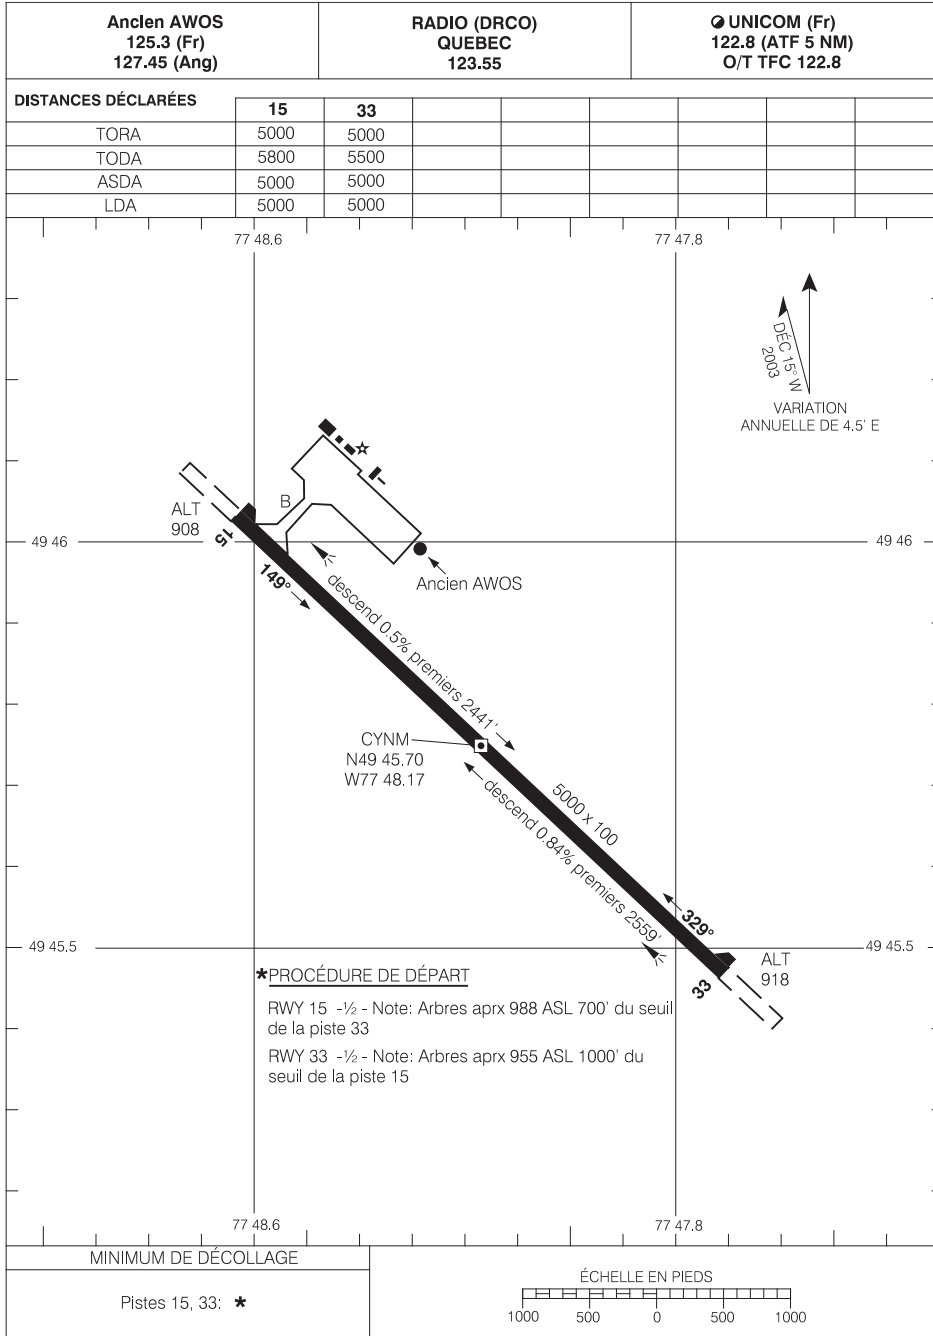 Ancien AWOS
125.3 (Fr)
127.45 (Ang)
RADIO (DRCO)
QUEBEC
123.55
UNICOM (Fr)
122.8 (ATF 5 NM)
O/T TFC 122.8
DISTANCES DÉCLARÉES 15 33
TORA 5000 5000
TODA 5800 5500
ASDA 5000 5000
LDA 5000 5000
77 48.6 77 47.8
DÉC 15° W
2003
VARIATION
ANNUELLE DE 4.5' E
ALT
908
B
15
49 46 49 46
149°
Ancien AWOS
descend 0.5% premiers 2441'
CYNM
N49 45.70
W77 48.17
5000 x 100
descend 0.84% premiers 2559'
329°
49 45.5 49 45.5
ALT
918
33
*PROCÉDURE DE DÉPART
RWY 15 -½ - Note: Arbres aprx 988 ASL 700' du seuil
de la piste 33
RWY 33 -½ - Note: Arbres aprx 955 ASL 1000' du
seuil de la piste 15
77 48.6 77 47.8
MINIMUM DE DÉCOLLAGE
Pistes 15, 33: *
ÉCHELLE EN PIEDS
1000 500 0 500 1000